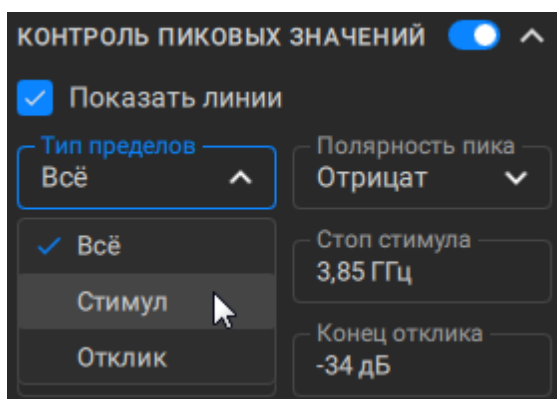 КОНТРОЛЬ ПИКОВЫХ ЗНАЧЕНИЙ
Показать линии
Тип пределов
Всё
Полярность пика
Отрицат
Всё
Стимул
Отклик
Стоп стимула
3,85 ГГц
Конец отклика
-34 дБ